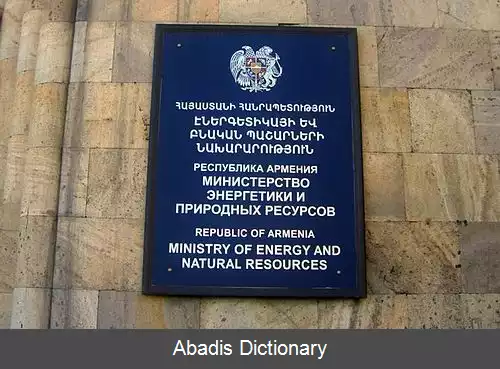 ՀԱՅԱՍՏԱՆԻ ՀԱՆՐԱՊԵՏՈՒԹՅՈՒՆ
ԷՆԵՐԳԵՏԻԿԱՅԻ ԵՎ
ԲՆԱԿԱՆ ՊԱՇԱՐՆԵՐԻ
ՆԱԽԱՐԱՐՈՒԹՅՈՒՆ
РЕСПУБЛИКА АРМЕНИЯ
МИНИСТЕРСТВО
ЭНЕРГЕТИКИ И
ПРИРОДНЫХ РЕСУРСОВ
REPUBLIC OF ARMENIA
MINISTRY OF ENERGY AND
NATURAL RESOURCES
Abadis Dictionary